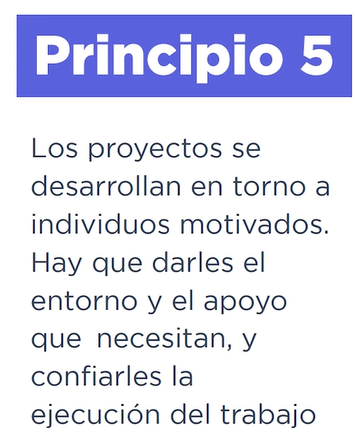 Principio 5
Los proyectos se
desarrollan en torno a
individuos motivados.
Hay que darles el
entorno y el apoyo
que necesitan, y
confiarles la
ejecución del trabajo